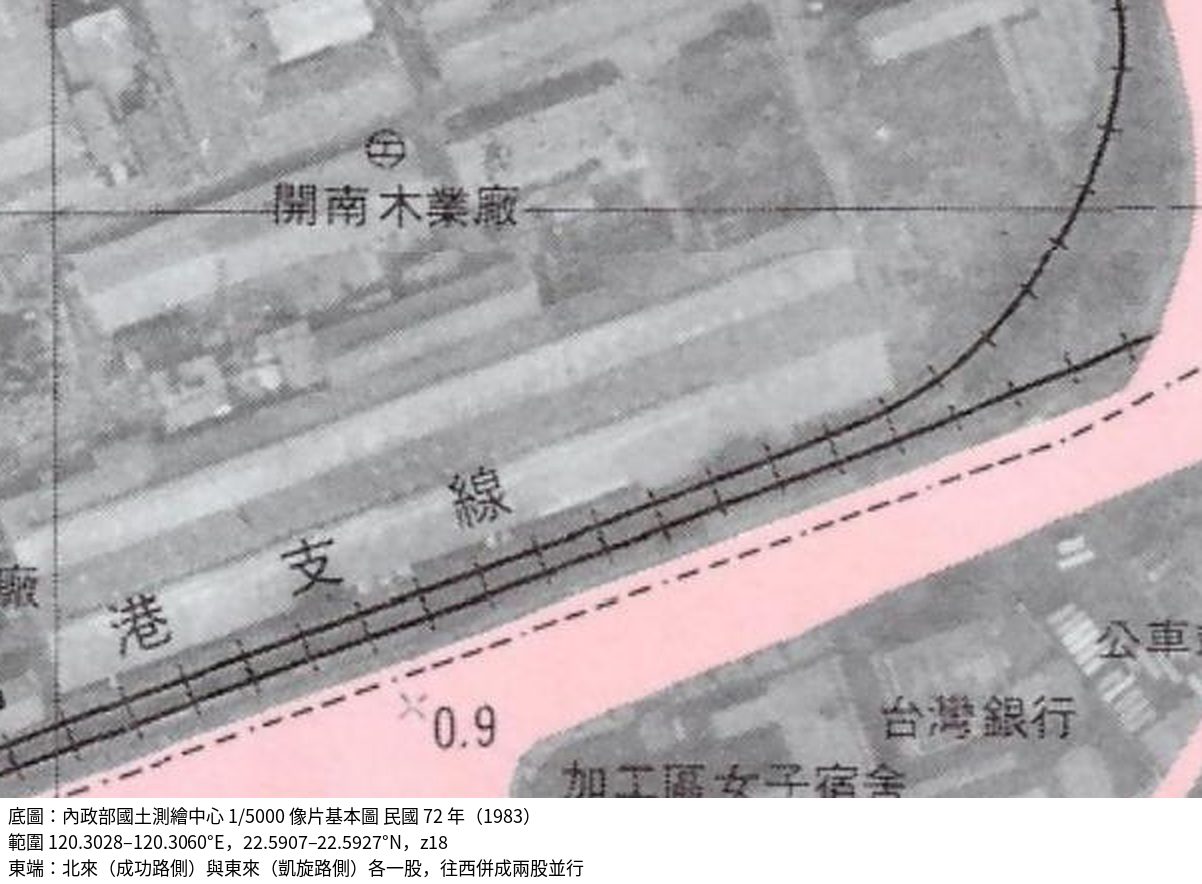 開南木業廠
線
支
廠
港
公車
0.9
台灣銀行
加工區女子宿舍
底圖：內政部國土測繪中心 1/5000 像片基本圖 民國 72 年（1983）
範圍 120.3028–120.3060°E，22.5907–22.5927°N，z18
東端：北來（成功路側）與東來（凱旋路側）各一股，往西併成兩股並行